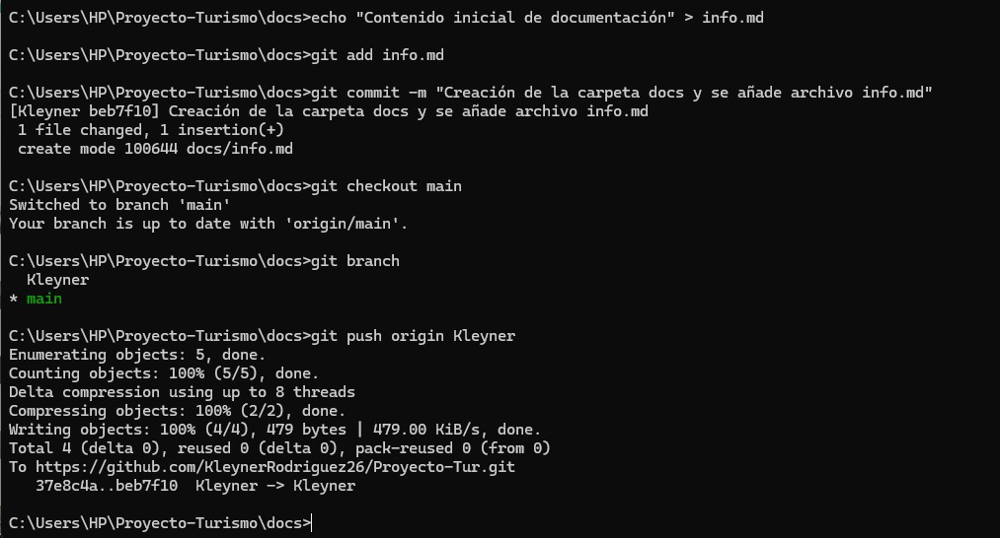 C:\Users\HP\Proyecto-Turismo\docs>echo "Contenido inicial de documentación" > info.md
C:\Users\HP\Proyecto-Turismo\docs>git add info.md
C:\Users\HP\Proyecto-Turismo\docs>git commit -m "Creación de la carpeta docs y se añade archivo info.md"
[Kleyner beb7f10] Creación de la carpeta docs y se añade archivo info.md
 1 file changed, 1 insertion(+)
 create mode 100644 docs/info.md
C:\Users\HP\Proyecto-Turismo\docs>git checkout main
Switched to branch 'main'
Your branch is up to date with 'origin/main'.
C:\Users\HP\Proyecto-Turismo\docs>git branch
  Kleyner
* main
C:\Users\HP\Proyecto-Turismo\docs>git push origin Kleyner
Enumerating objects: 5, done.
Counting objects: 100% (5/5), done.
Delta compression using up to 8 threads
Compressing objects: 100% (2/2), done.
Writing objects: 100% (4/4), 479 bytes | 479.00 KiB/s, done.
Total 4 (delta 0), reused 0 (delta 0), pack-reused 0 (from 0)
To https://github.com/KleynerRodriguez26/Proyecto-Tur.git
   37e8c4a..beb7f10  Kleyner -> Kleyner
C:\Users\HP\Proyecto-Turismo\docs>